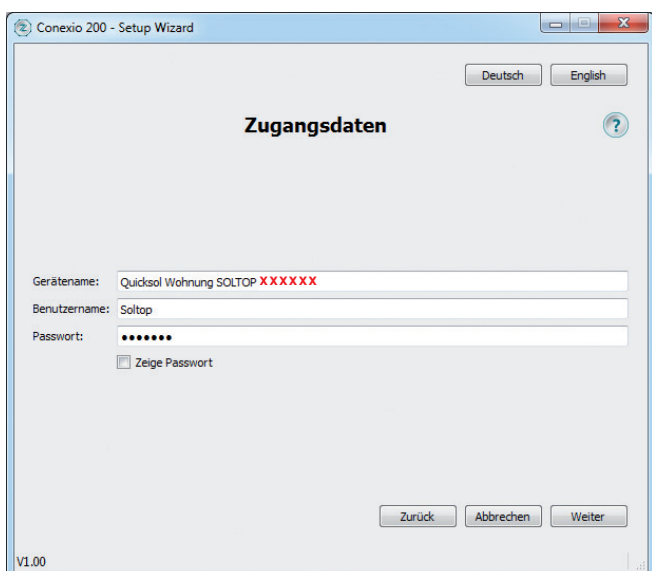 Conexio 200 - Setup Wizard
Deutsch English
Zugangsdaten
?
Gerätename: Quicksol Wohnung SOLTOP XXXXXX
Benutzername: Soltop
Passwort: •••••••
Zeige Passwort
Zurück Abbrechen Weiter
V1.00